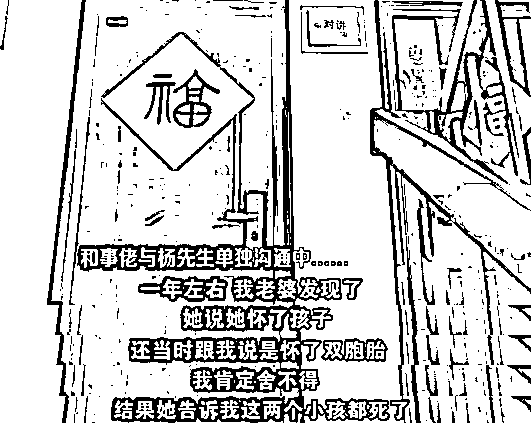 对讲
福
和事佬与杨先生单独沟通中……
一年左右 我老婆发现了
她说她怀了孩子
还当时跟我说是怀了双胞胎
我肯定舍不得
结果她告诉我这两个小孩都死了